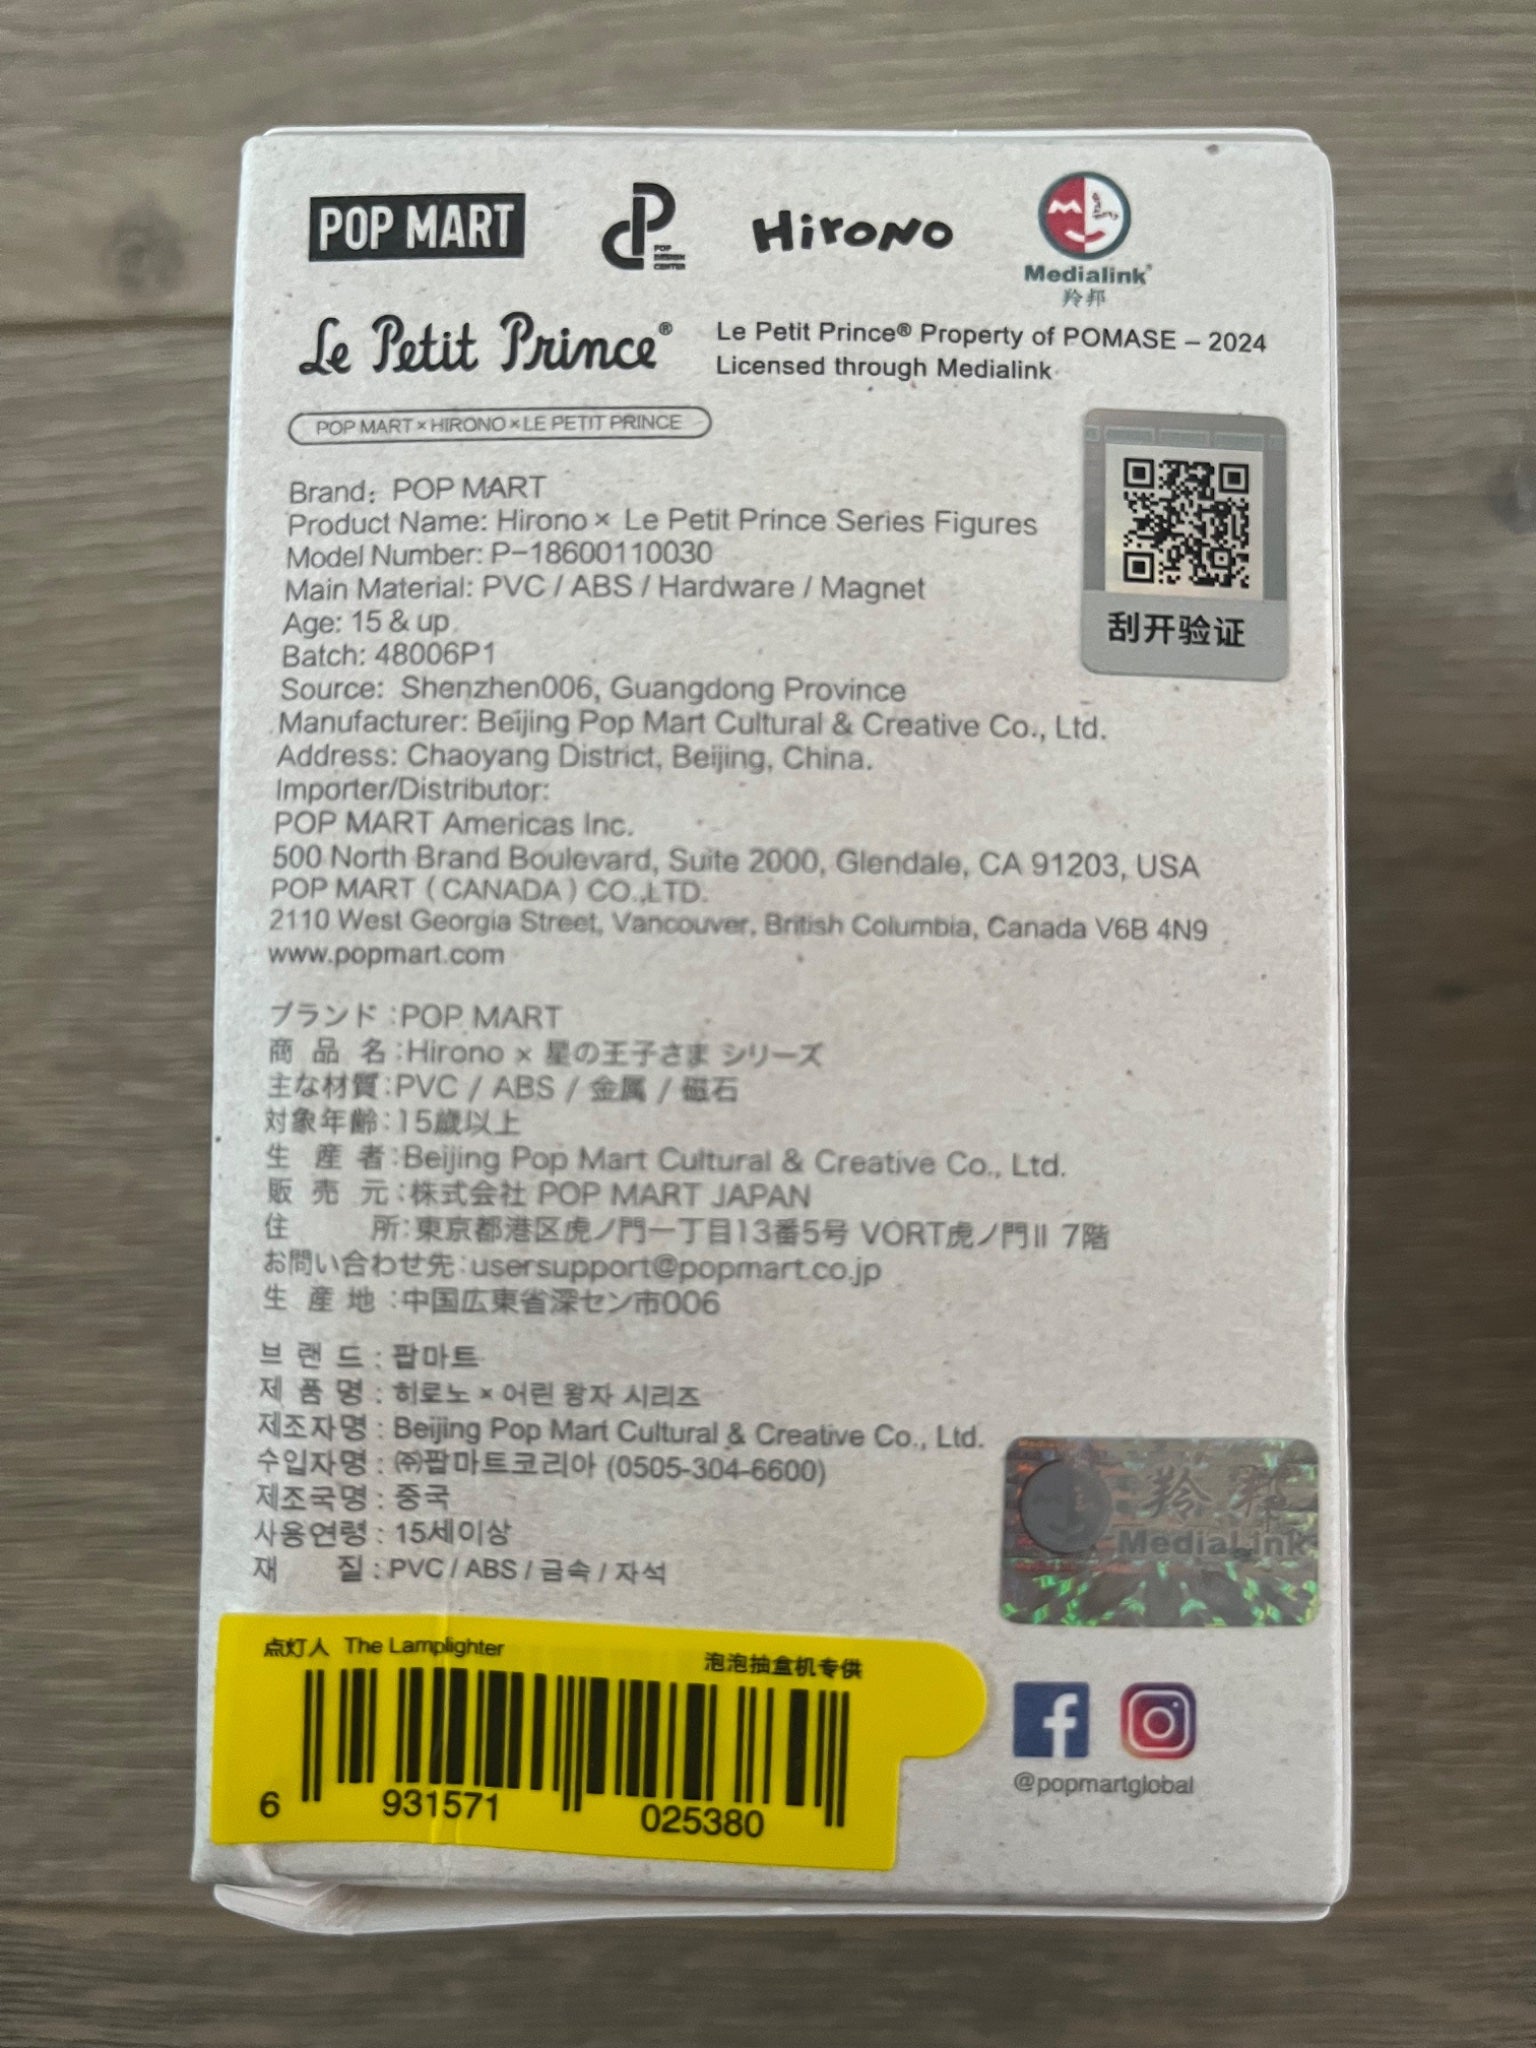 POP MART
POP DESIGN CENTER
Hirono
Medialink®
羚邦
Le Petit Prince®
Le Petit Prince® Property of POMASE – 2024
Licensed through Medialink
POP MART × HIRONO × LE PETIT PRINCE
刮开验证
Brand: POP MART
Product Name: Hirono × Le Petit Prince Series Figures
Model Number: P-18600110030
Main Material: PVC / ABS / Hardware / Magnet
Age: 15 & up
Batch: 48006P1
Source: Shenzhen006, Guangdong Province
Manufacturer: Beijing Pop Mart Cultural & Creative Co., Ltd.
Address: Chaoyang District, Beijing, China.
Importer/Distributor:
POP MART Americas Inc.
500 North Brand Boulevard, Suite 2000, Glendale, CA 91203, USA
POP MART (CANADA) CO.,LTD.
2110 West Georgia Street, Vancouver, British Columbia, Canada V6B 4N9
www.popmart.com
ブランド:POP MART
商品名:Hirono × 星の王子さま シリーズ
主な材質:PVC / ABS / 金属 / 磁石
対象年齢:15歳以上
生産者:Beijing Pop Mart Cultural & Creative Co., Ltd.
販売元:株式会社 POP MART JAPAN
住所:東京都港区虎ノ門一丁目13番5号 VORT虎ノ門II 7階
お問い合わせ先:usersupport@popmart.co.jp
生産地:中国広東省深セン市006
브랜드 : 팝마트
제품명 : 히로노 × 어린 왕자 시리즈
제조자명 : Beijing Pop Mart Cultural & Creative Co., Ltd.
수입자명 : ㈜팝마트코리아 (0505-304-6600)
제조국명 : 중국
사용연령 : 15세이상
재질 : PVC / ABS / 금속 / 자석
羚邦
MediaLink
点灯人 The Lamplighter
泡泡抽盒机专供
6 931571 025380
@popmartglobal